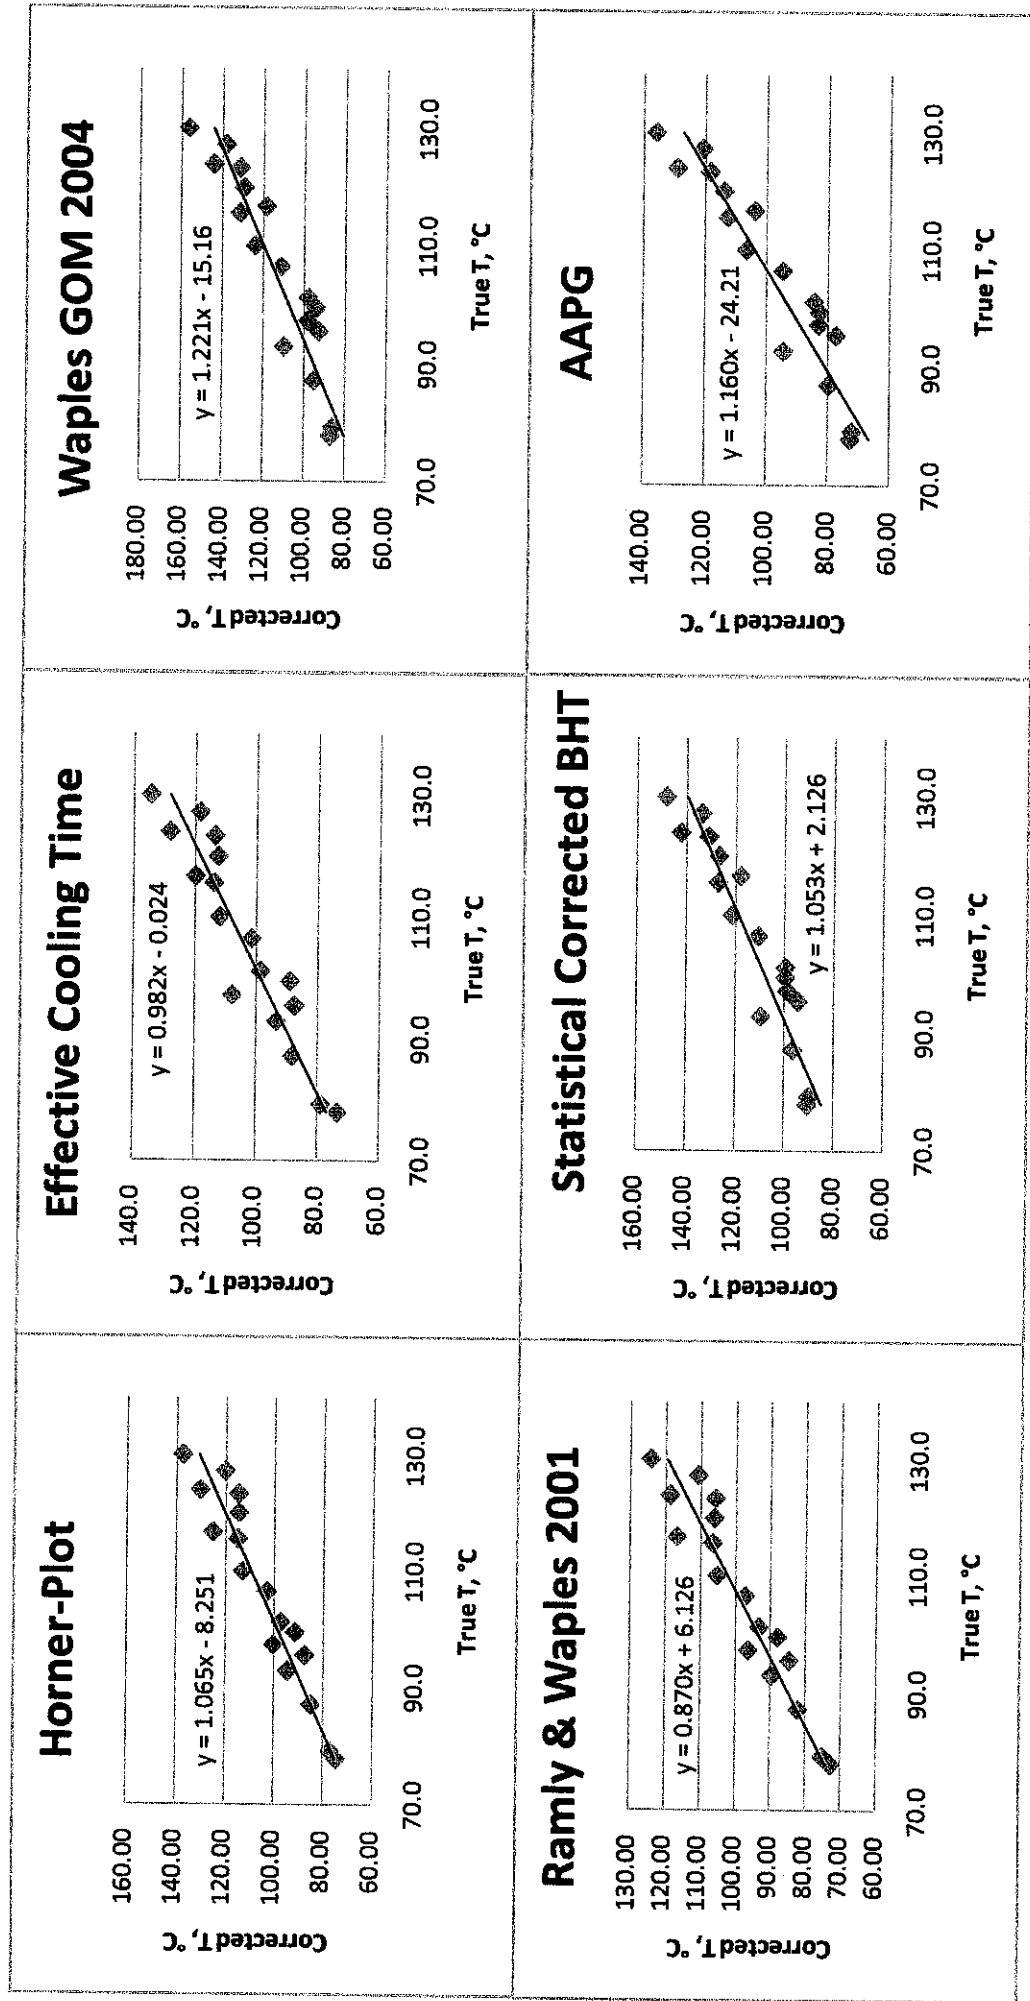 Horner-Plot
160.00
140.00
120.00
100.00
80.00
60.00
Corrected T, °C
y = 1.065x - 8.251
70.0
90.0
110.0
130.0
True T, °C
Effective Cooling Time
140.0
120.0
100.0
80.0
60.0
Corrected T, °C
y = 0.982x - 0.024
70.0
90.0
110.0
130.0
True T, °C
Waples GOM 2004
180.00
160.00
140.00
120.00
100.00
80.00
60.00
Corrected T, °C
y = 1.221x - 15.16
70.0
90.0
110.0
130.0
True T, °C
Ramly & Waples 2001
130.00
120.00
110.00
100.00
90.00
80.00
70.00
60.00
Corrected T, °C
y = 0.870x + 6.126
70.0
90.0
110.0
130.0
True T, °C
Statistical Corrected BHT
160.00
140.00
120.00
100.00
80.00
60.00
Corrected T, °C
y = 1.053x + 2.126
70.0
90.0
110.0
130.0
True T, °C
AAPG
140.00
120.00
100.00
80.00
60.00
Corrected T, °C
y = 1.160x - 24.21
70.0
90.0
110.0
130.0
True T, °C